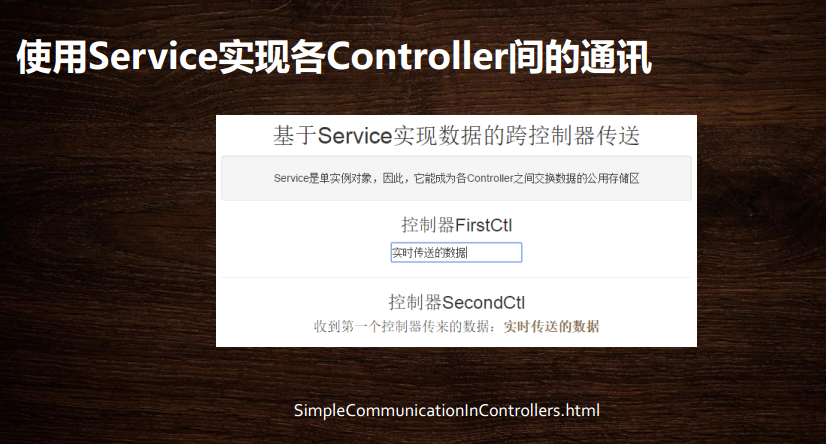 使用Service实现各Controller间的通讯
基于Service实现数据的跨控制器传送
Service是单实例对象，因此，它能成为各Controller之间交换数据的公用存储区
控制器FirstCtl
实时传送的数据
控制器SecondCtl
收到第一个控制器传来的数据：实时传送的数据
SimpleCommunicationInControllers.html